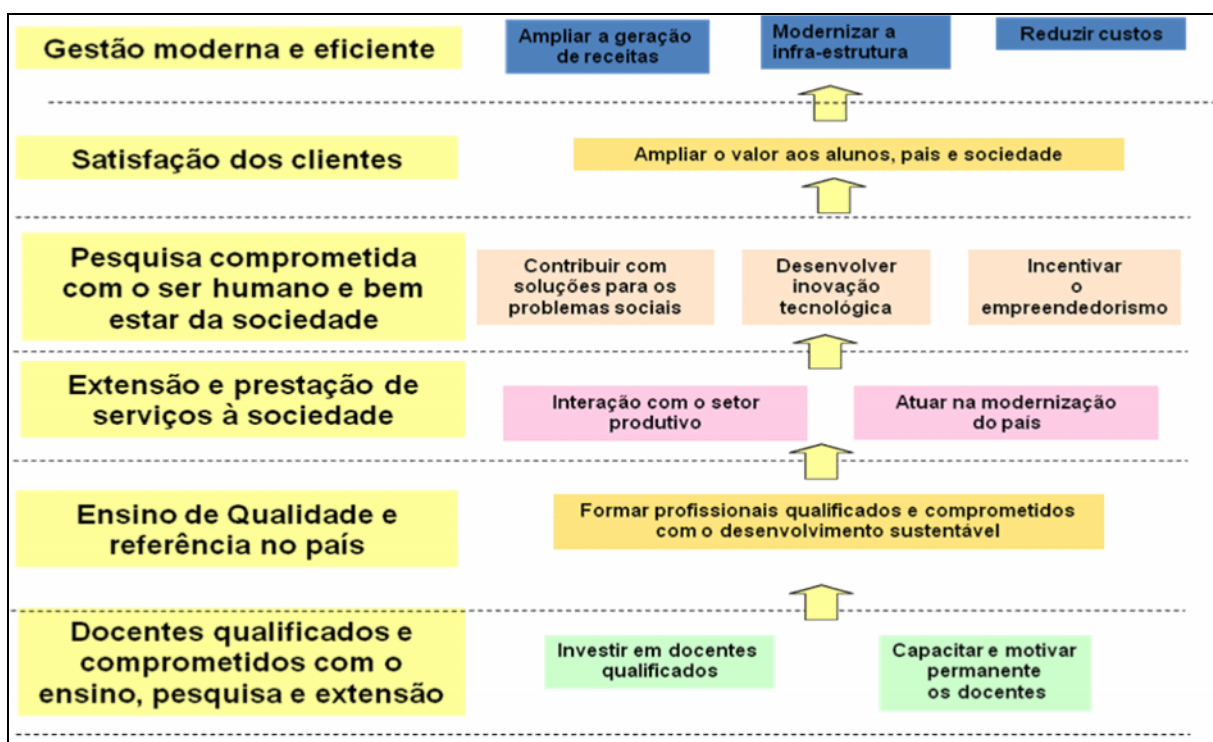 Gestão moderna e eficiente
Ampliar a geração
de receitas
Modernizar a
infra-estrutura
Reduzir custos
Satisfação dos clientes
Ampliar o valor aos alunos, pais e sociedade
Pesquisa comprometida
com o ser humano e bem
estar da sociedade
Contribuir com
soluções para os
problemas sociais
Desenvolver
inovação
tecnológica
Incentivar
o
empreendedorismo
Extensão e prestação de
serviços à sociedade
Interação com o setor
produtivo
Atuar na modernização
do país
Ensino de Qualidade e
referência no país
Formar profissionais qualificados e comprometidos
com o desenvolvimento sustentável
Docentes qualificados e
comprometidos com o
ensino, pesquisa e extensão
Investir em docentes
qualificados
Capacitar e motivar
permanente
os docentes